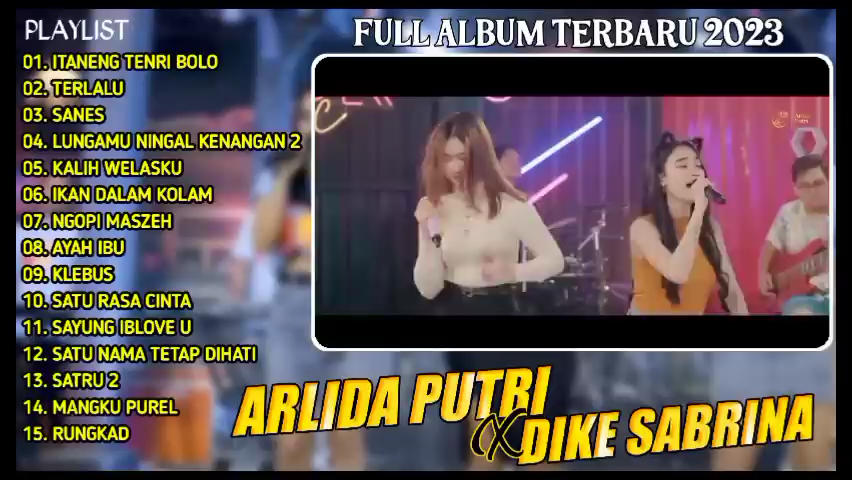 PLAYLIST
01. ITANENG TENRI BOLO
02. TERLALU
03. SANES
04. LUNGAMU NINGAL KENANGAN 2
05. KALIH WELASKU
06. IKAN DALAM KOLAM
07. NGOPI MASZEH
08. AYAH IBU
09. KLEBUS
10. SATU RASA CINTA
11. SAYUNG IBLOVE U
12. SATU NAMA TETAP DIHATI
13. SATRU 2
14. MANGKU PUREL
15. RUNGKAD
FULL ALBUM TERBARU 2023
ARLIDA PUTRI
X DIKE SABRINA